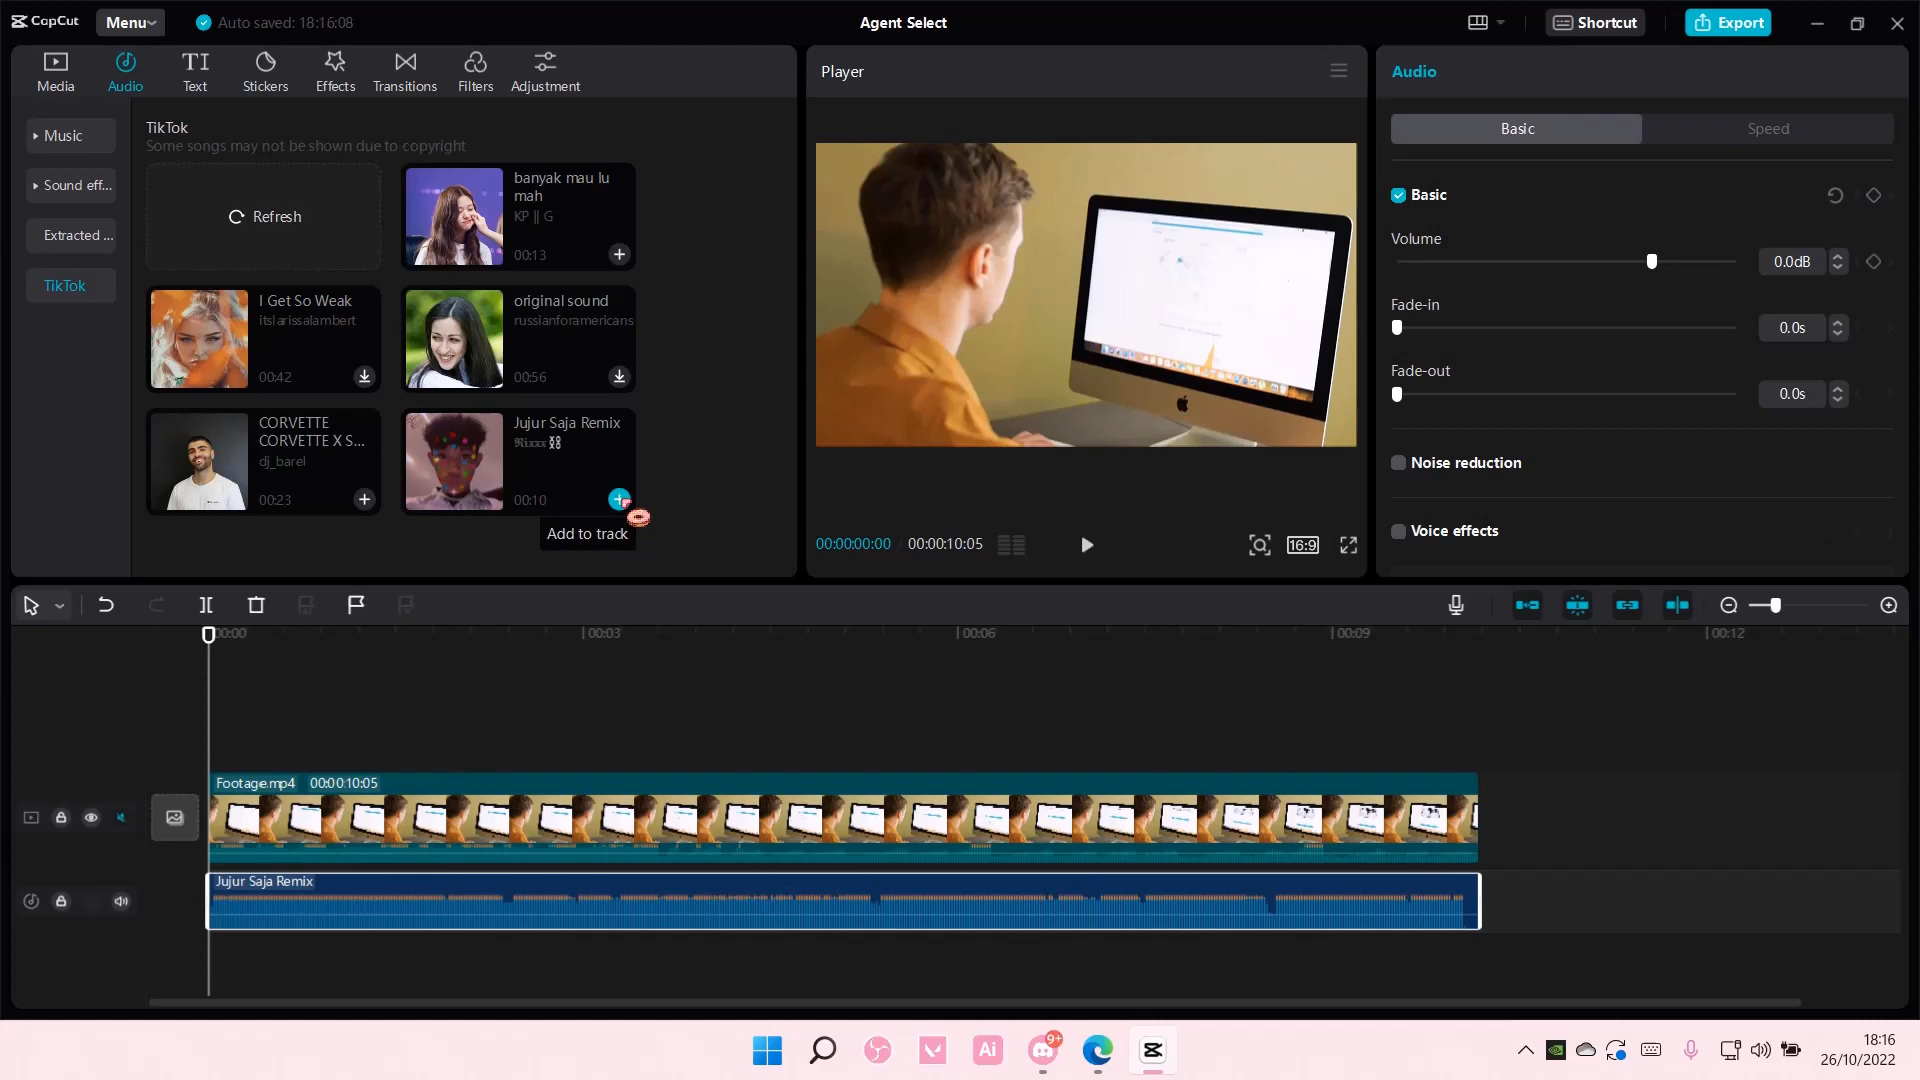 CapCut
Menu
Auto saved: 18:16:08
Agent Select
Shortcut
Export
Media
Audio
Text
Stickers
Effects
Transitions
Filters
Adjustment
Music
Sound eff...
Extracted ...
TikTok
TikTok
Some songs may not be shown due to copyright
Refresh
banyak mau lu
mah
KP || G
00:13
I Get So Weak
itslarissalambert
00:42
original sound
russianforamericans
00:56
CORVETTE
CORVETTE X S...
dj_barel
00:23
Jujur Saja Remix
𝕽𝖎𝖝𝖝𝖝⛓
00:10
Add to track
Player
00:00:00:00 / 00:00:10:05
16:9
Audio
Basic
Speed
Basic
Volume
0.0dB
Fade-in
0.0s
Fade-out
0.0s
Noise reduction
Voice effects
00:00
00:03
00:06
00:09
00:12
Footage.mp4 00:00:10:05
Jujur Saja Remix
Ai
9+
18:16
26/10/2022